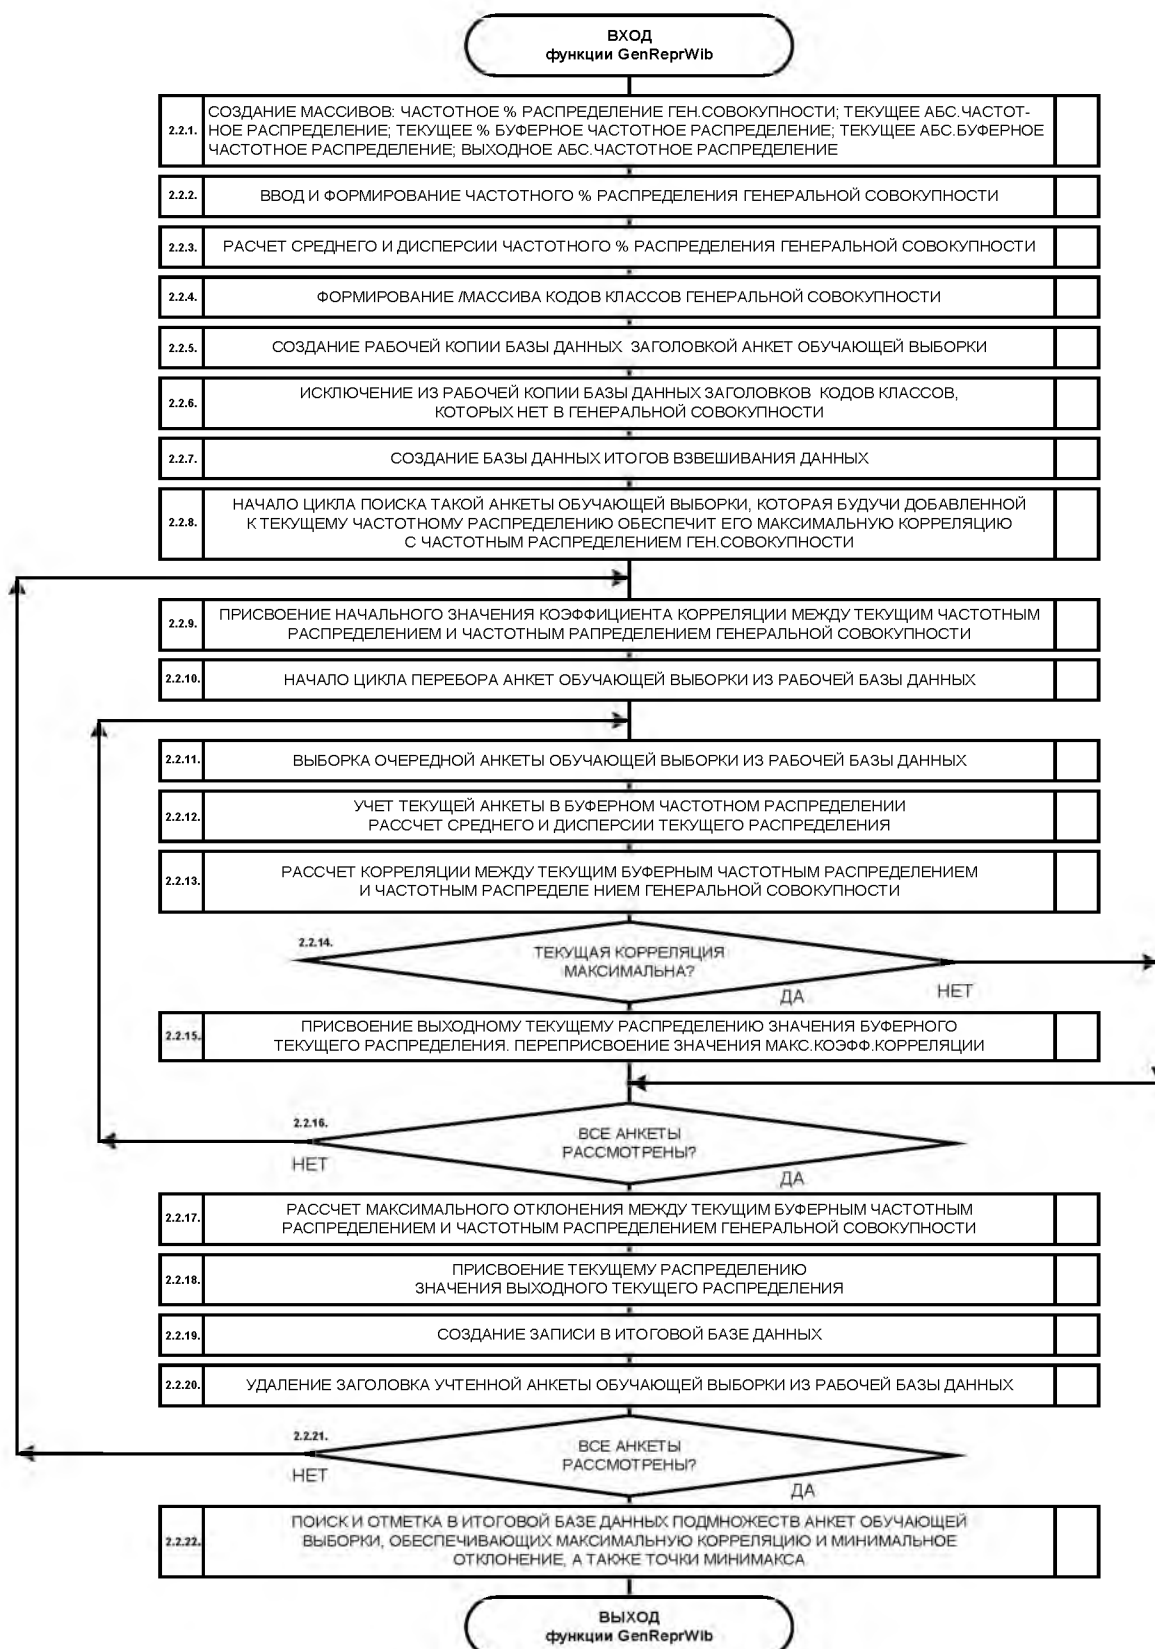 ВХОД
функции GenReprWib
2.2.1.
СОЗДАНИЕ МАССИВОВ: ЧАСТОТНОЕ % РАСПРЕДЕЛЕНИЕ ГЕН.СОВОКУПНОСТИ; ТЕКУЩЕЕ АБС.ЧАСТОТ-
НОЕ РАСПРЕДЕЛЕНИЕ; ТЕКУЩЕЕ % БУФЕРНОЕ ЧАСТОТНОЕ РАСПРЕДЕЛЕНИЕ; ТЕКУЩЕЕ АБС.БУФЕРНОЕ
ЧАСТОТНОЕ РАСПРЕДЕЛЕНИЕ; ВЫХОДНОЕ АБС.ЧАСТОТНОЕ РАСПРЕДЕЛЕНИЕ
2.2.2.
ВВОД И ФОРМИРОВАНИЕ ЧАСТОТНОГО % РАСПРЕДЕЛЕНИЯ ГЕНЕРАЛЬНОЙ СОВОКУПНОСТИ
2.2.3.
РАСЧЕТ СРЕДНЕГО И ДИСПЕРСИИ ЧАСТОТНОГО % РАСПРЕДЕЛЕНИЯ ГЕНЕРАЛЬНОЙ СОВОКУПНОСТИ
2.2.4.
ФОРМИРОВАНИЕ /МАССИВА КОДОВ КЛАССОВ ГЕНЕРАЛЬНОЙ СОВОКУПНОСТИ
2.2.5.
СОЗДАНИЕ РАБОЧЕЙ КОПИИ БАЗЫ ДАННЫХ ЗАГОЛОВКОЙ АНКЕТ ОБУЧАЮЩЕЙ ВЫБОРКИ
2.2.6.
ИСКЛЮЧЕНИЕ ИЗ РАБОЧЕЙ КОПИИ БАЗЫ ДАННЫХ ЗАГОЛОВКОВ КОДОВ КЛАССОВ,
КОТОРЫХ НЕТ В ГЕНЕРАЛЬНОЙ СОВОКУПНОСТИ
2.2.7.
СОЗДАНИЕ БАЗЫ ДАННЫХ ИТОГОВ ВЗВЕШИВАНИЯ ДАННЫХ
2.2.8.
НАЧАЛО ЦИКЛА ПОИСКА ТАКОЙ АНКЕТЫ ОБУЧАЮЩЕЙ ВЫБОРКИ, КОТОРАЯ БУДУЧИ ДОБАВЛЕННОЙ
К ТЕКУЩЕМУ ЧАСТОТНОМУ РАСПРЕДЕЛЕНИЮ ОБЕСПЕЧИТ ЕГО МАКСИМАЛЬНУЮ КОРРЕЛЯЦИЮ
С ЧАСТОТНЫМ РАСПРЕДЕЛЕНИЕМ ГЕН.СОВОКУПНОСТИ
2.2.9.
ПРИСВОЕНИЕ НАЧАЛЬНОГО ЗНАЧЕНИЯ КОЭФФИЦИЕНТА КОРРЕЛЯЦИИ МЕЖДУ ТЕКУЩИМ ЧАСТОТНЫМ
РАСПРЕДЕЛЕНИЕМ И ЧАСТОТНЫМ РАПРЕДЕЛЕНИЕМ ГЕНЕРАЛЬНОЙ СОВОКУПНОСТИ
2.2.10.
НАЧАЛО ЦИКЛА ПЕРЕБОРА АНКЕТ ОБУЧАЮЩЕЙ ВЫБОРКИ ИЗ РАБОЧЕЙ БАЗЫ ДАННЫХ
2.2.11.
ВЫБОРКА ОЧЕРЕДНОЙ АНКЕТЫ ОБУЧАЮЩЕЙ ВЫБОРКИ ИЗ РАБОЧЕЙ БАЗЫ ДАННЫХ
2.2.12.
УЧЕТ ТЕКУЩЕЙ АНКЕТЫ В БУФЕРНОМ ЧАСТОТНОМ РАСПРЕДЕЛЕНИИ
РАССЧЕТ СРЕДНЕГО И ДИСПЕРСИИ ТЕКУЩЕГО РАСПРЕДЕЛЕНИЯ
2.2.13.
РАССЧЕТ КОРРЕЛЯЦИИ МЕЖДУ ТЕКУЩИМ БУФЕРНЫМ ЧАСТОТНЫМ РАСПРЕДЕЛЕНИЕМ
И ЧАСТОТНЫМ РАСПРЕДЕЛЕ НИЕМ ГЕНЕРАЛЬНОЙ СОВОКУПНОСТИ
2.2.14.
ТЕКУЩАЯ КОРРЕЛЯЦИЯ
МАКСИМАЛЬНА?
ДА
НЕТ
2.2.15.
ПРИСВОЕНИЕ ВЫХОДНОМУ ТЕКУЩЕМУ РАСПРЕДЕЛЕНИЮ ЗНАЧЕНИЯ БУФЕРНОГО
ТЕКУЩЕГО РАСПРЕДЕЛЕНИЯ. ПЕРЕПРИСВОЕНИЕ ЗНАЧЕНИЯ МАКС.КОЭФФ.КОРРЕЛЯЦИИ
2.2.16.
ВСЕ АНКЕТЫ
РАССМОТРЕНЫ?
НЕТ
ДА
2.2.17.
РАССЧЕТ МАКСИМАЛЬНОГО ОТКЛОНЕНИЯ МЕЖДУ ТЕКУЩИМ БУФЕРНЫМ ЧАСТОТНЫМ
РАСПРЕДЕЛЕНИЕМ И ЧАСТОТНЫМ РАСПРЕДЕЛЕНИЕМ ГЕНЕРАЛЬНОЙ СОВОКУПНОСТИ
2.2.18.
ПРИСВОЕНИЕ ТЕКУЩЕМУ РАСПРЕДЕЛЕНИЮ
ЗНАЧЕНИЯ ВЫХОДНОГО ТЕКУЩЕГО РАСПРЕДЕЛЕНИЯ
2.2.19.
СОЗДАНИЕ ЗАПИСИ В ИТОГОВОЙ БАЗЕ ДАННЫХ
2.2.20.
УДАЛЕНИЕ ЗАГОЛОВКА УЧТЕННОЙ АНКЕТЫ ОБУЧАЮЩЕЙ ВЫБОРКИ ИЗ РАБОЧЕЙ БАЗЫ ДАННЫХ
2.2.21.
ВСЕ АНКЕТЫ
РАССМОТРЕНЫ?
НЕТ
ДА
2.2.22.
ПОИСК И ОТМЕТКА В ИТОГОВОЙ БАЗЕ ДАННЫХ ПОДМНОЖЕСТВ АНКЕТ ОБУЧАЮЩЕЙ
ВЫБОРКИ, ОБЕСПЕЧИВАЮЩИХ МАКСИМАЛЬНУЮ КОРРЕЛЯЦИЮ И МИНИМАЛЬНОЕ
ОТКЛОНЕНИЕ, А ТАКЖЕ ТОЧКИ МИНИМАКСА
ВЫХОД
функции GenReprWib